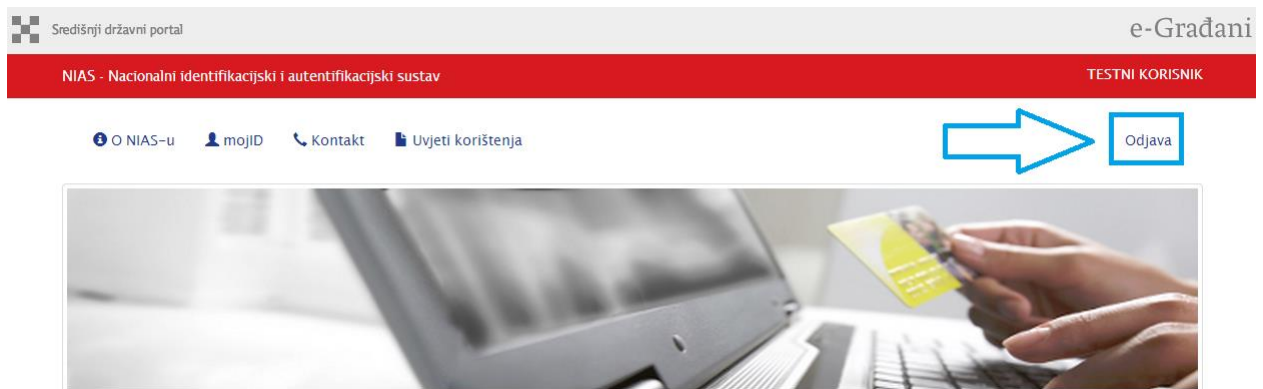 Središnji državni portal
e-Građani
NIAS - Nacionalni identifikacijski i autentifikacijski sustav
TESTNI KORISNIK
O NIAS-u mojID Kontakt Uvjeti korištenja
Odjava